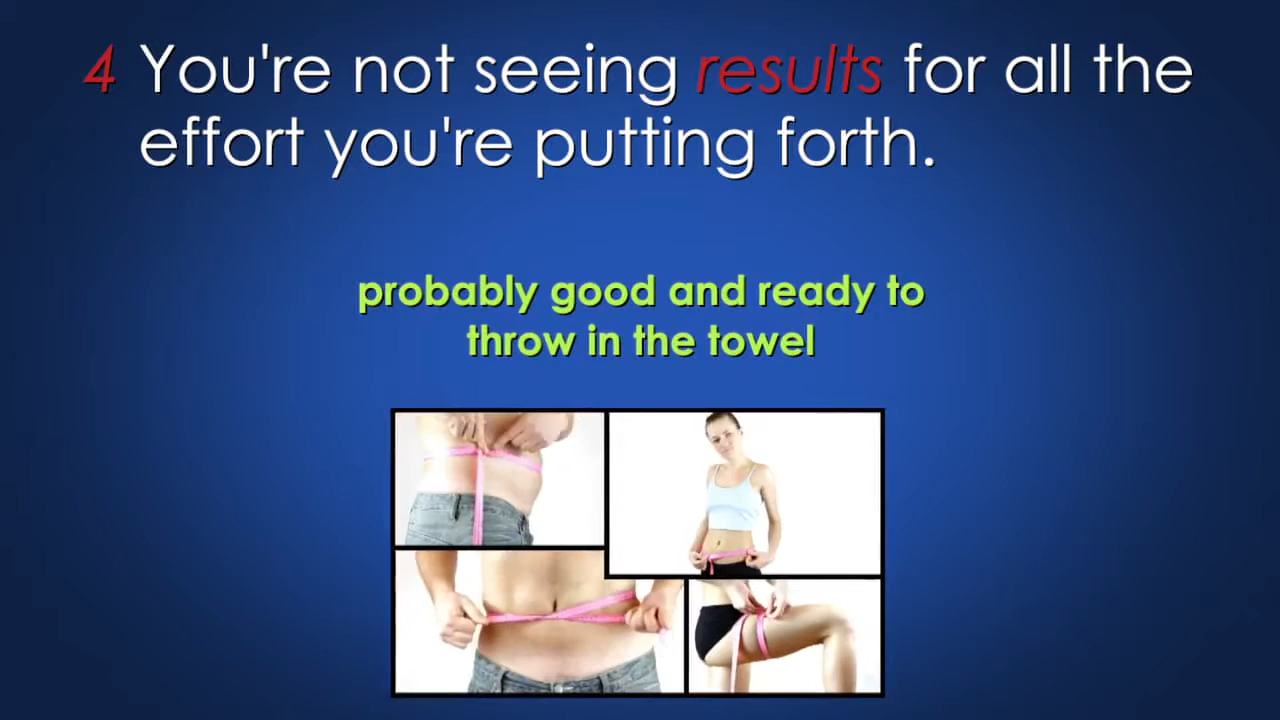 4 You're not seeing results for all the
effort you're putting forth.
probably good and ready to
throw in the towel